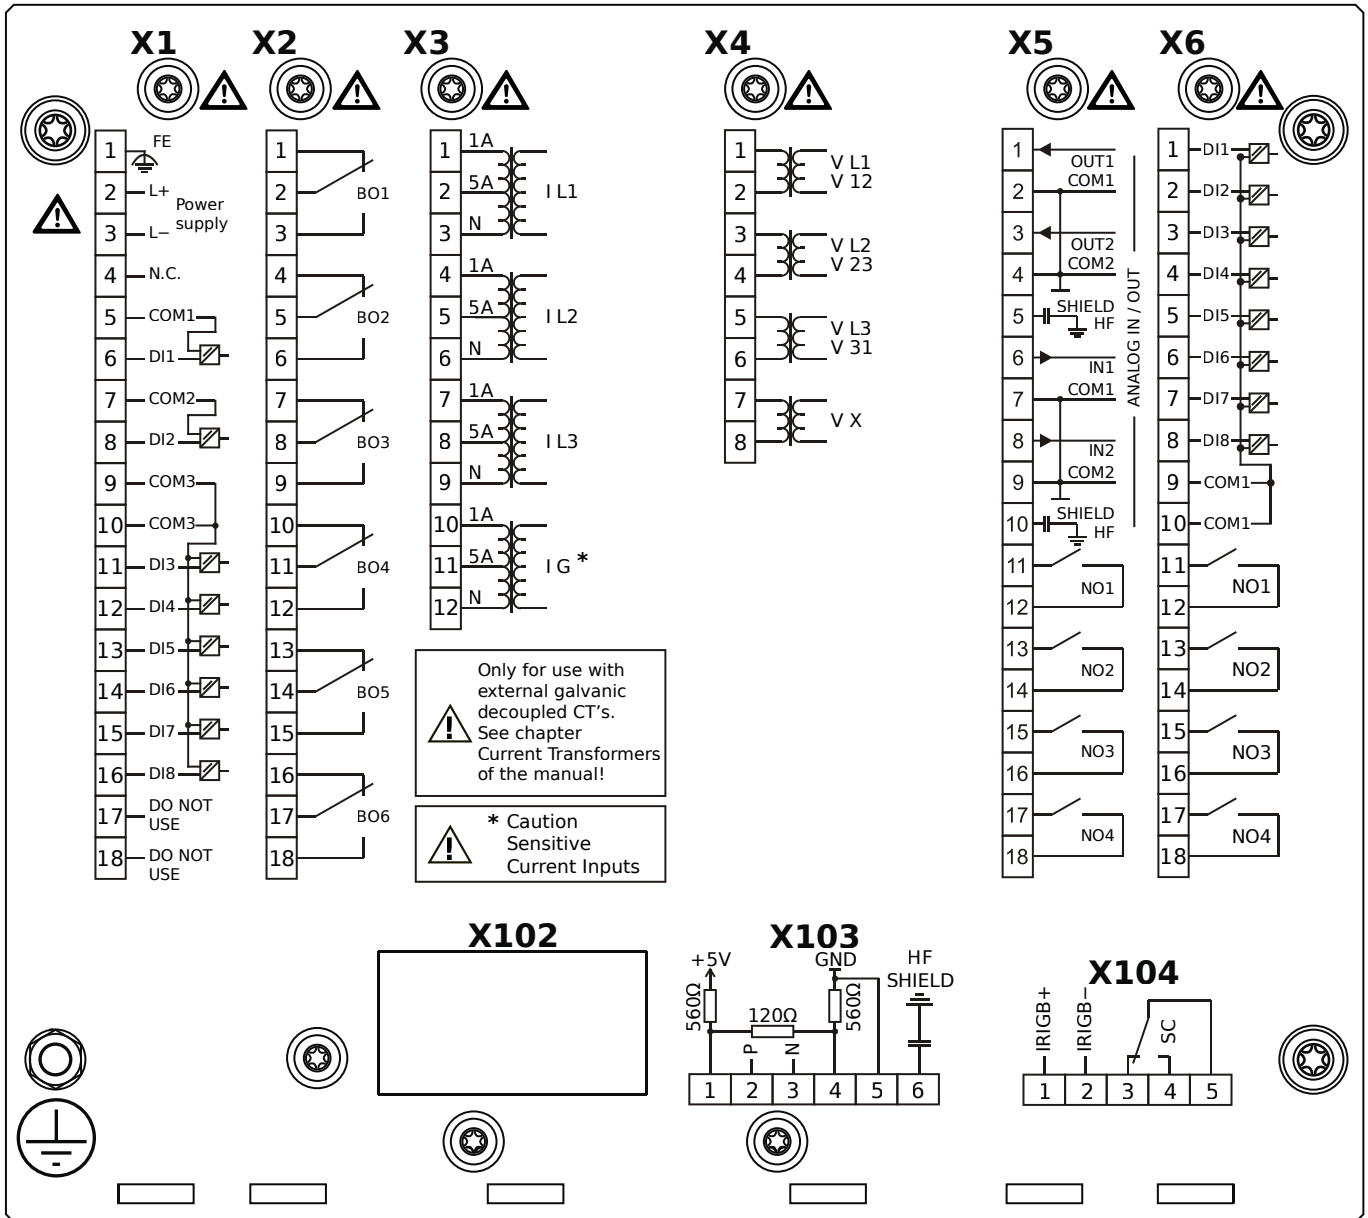 X1
X2
X3
X4
X5
X6
1
FE
2
L+
Power
supply
3
L−
4
N.C.
5
COM1
6
DI1
7
COM2
8
DI2
9
COM3
10
COM3
11
DI3
12
DI4
13
DI5
14
DI6
15
DI7
16
DI8
17
DO NOT
USE
18
DO NOT
USE
1
2
BO1
3
4
5
BO2
6
7
8
BO3
9
10
11
BO4
12
13
14
BO5
15
16
17
BO6
18
1
1A
2
5A
I L1
3
N
4
1A
5
5A
I L2
6
N
7
1A
8
5A
I L3
9
N
10
1A
11
5A
I G *
12
N
Only for use with
external galvanic
decoupled CT's.
See chapter
Current Transformers
of the manual!
* Caution
Sensitive
Current Inputs
1
V L1
2
V 12
3
V L2
4
V 23
5
V L3
6
V 31
7
V X
8
1
OUT1
2
COM1
3
OUT2
4
COM2
5
SHIELD
HF
6
IN1
7
COM1
8
IN2
9
COM2
10
SHIELD
HF
ANALOG IN / OUT
11
NO1
12
13
NO2
14
15
NO3
16
17
NO4
18
1
DI1
2
DI2
3
DI3
4
DI4
5
DI5
6
DI6
7
DI7
8
DI8
9
COM1
10
COM1
11
NO1
12
13
NO2
14
15
NO3
16
17
NO4
18
X102
X103
+5V
GND
HF
SHIELD
560Ω
120Ω
560Ω
P
N
1 2 3 4 5 6
X104
IRIGB+
IRIGB−
SC
1 2 3 4 5